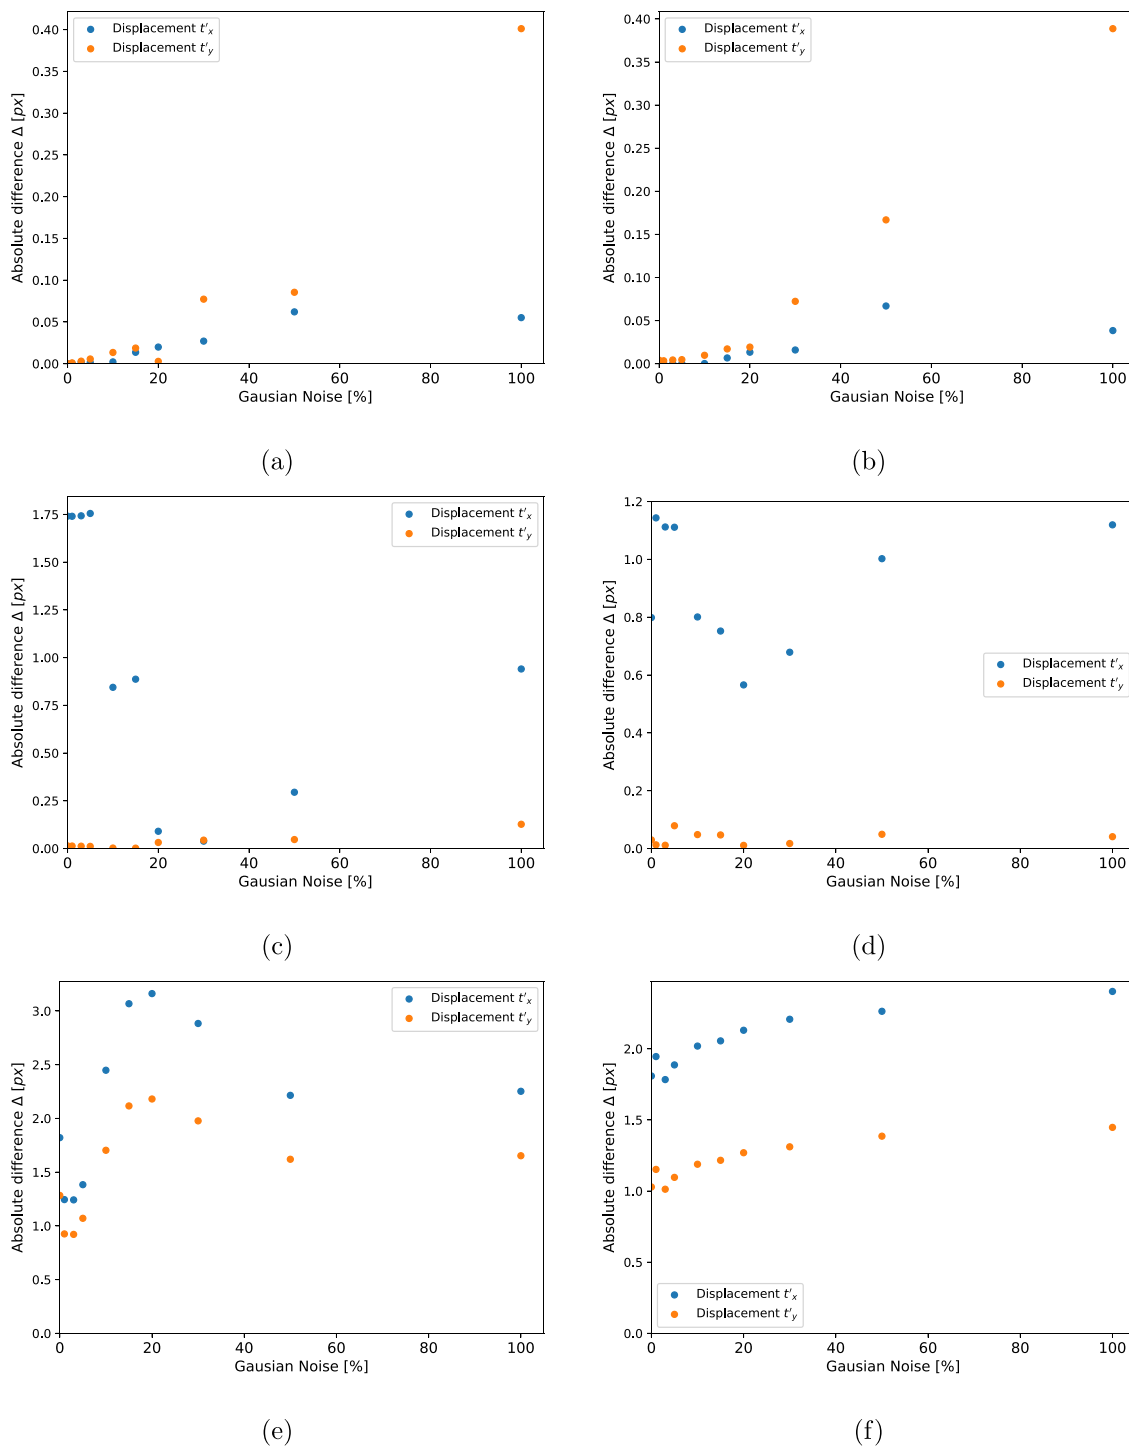 Displacement t'x
Displacement t'y
Absolute difference Δ [px]
0.40
0.35
0.30
0.25
0.20
0.15
0.10
0.05
0.00
0 20 40 60 80 100
Gausian Noise [%]
(a)
Displacement t'x
Displacement t'y
Absolute difference Δ [px]
0.40
0.35
0.30
0.25
0.20
0.15
0.10
0.05
0.00
0 20 40 60 80 100
Gausian Noise [%]
(b)
Displacement t'x
Displacement t'y
Absolute difference Δ [px]
1.75
1.50
1.25
1.00
0.75
0.50
0.25
0.00
0 20 40 60 80 100
Gausian Noise [%]
(c)
Displacement t'x
Displacement t'y
Absolute difference Δ [px]
1.2
1.0
0.8
0.6
0.4
0.2
0.0
0 20 40 60 80 100
Gausian Noise [%]
(d)
Displacement t'x
Displacement t'y
Absolute difference Δ [px]
3.0
2.5
2.0
1.5
1.0
0.5
0.0
0 20 40 60 80 100
Gausian Noise [%]
(e)
Absolute difference Δ [px]
2.0
1.5
1.0
0.5
0.0
Displacement t'x
Displacement t'y
0 20 40 60 80 100
Gausian Noise [%]
(f)